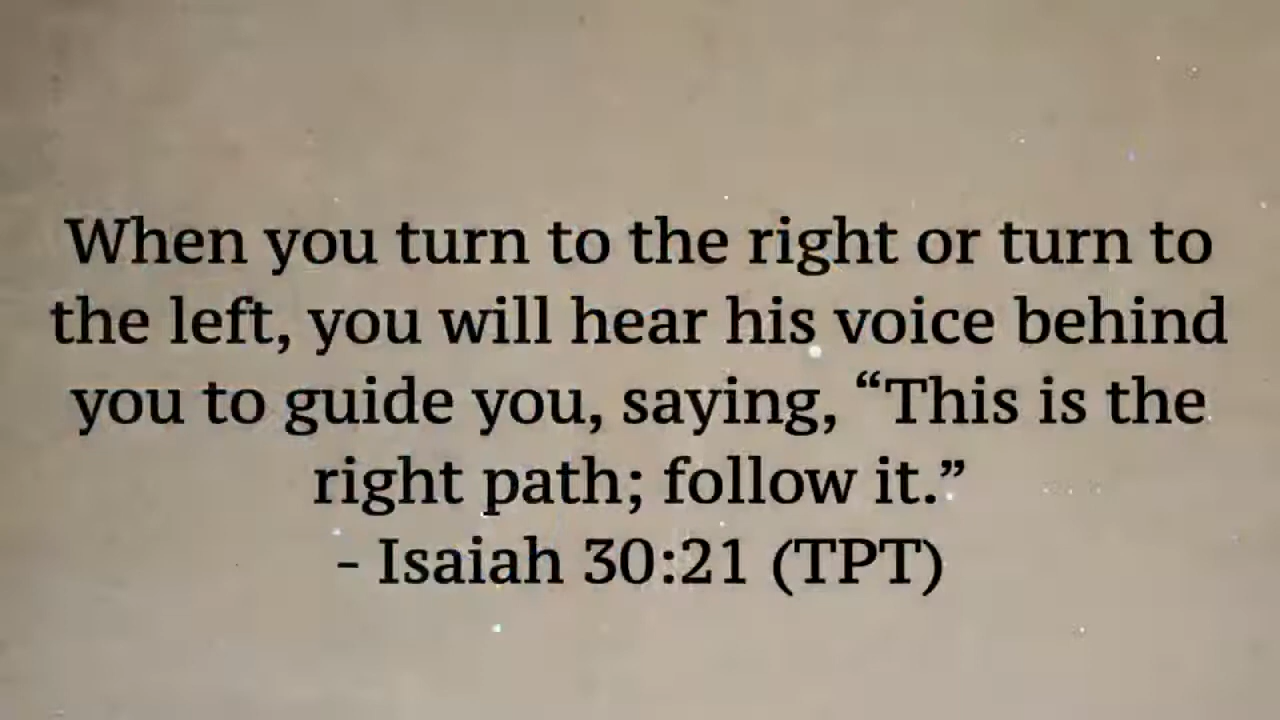 When you turn to the right or turn to
the left, you will hear his voice behind
you to guide you, saying, “This is the
right path; follow it.”
- Isaiah 30:21 (TPT)